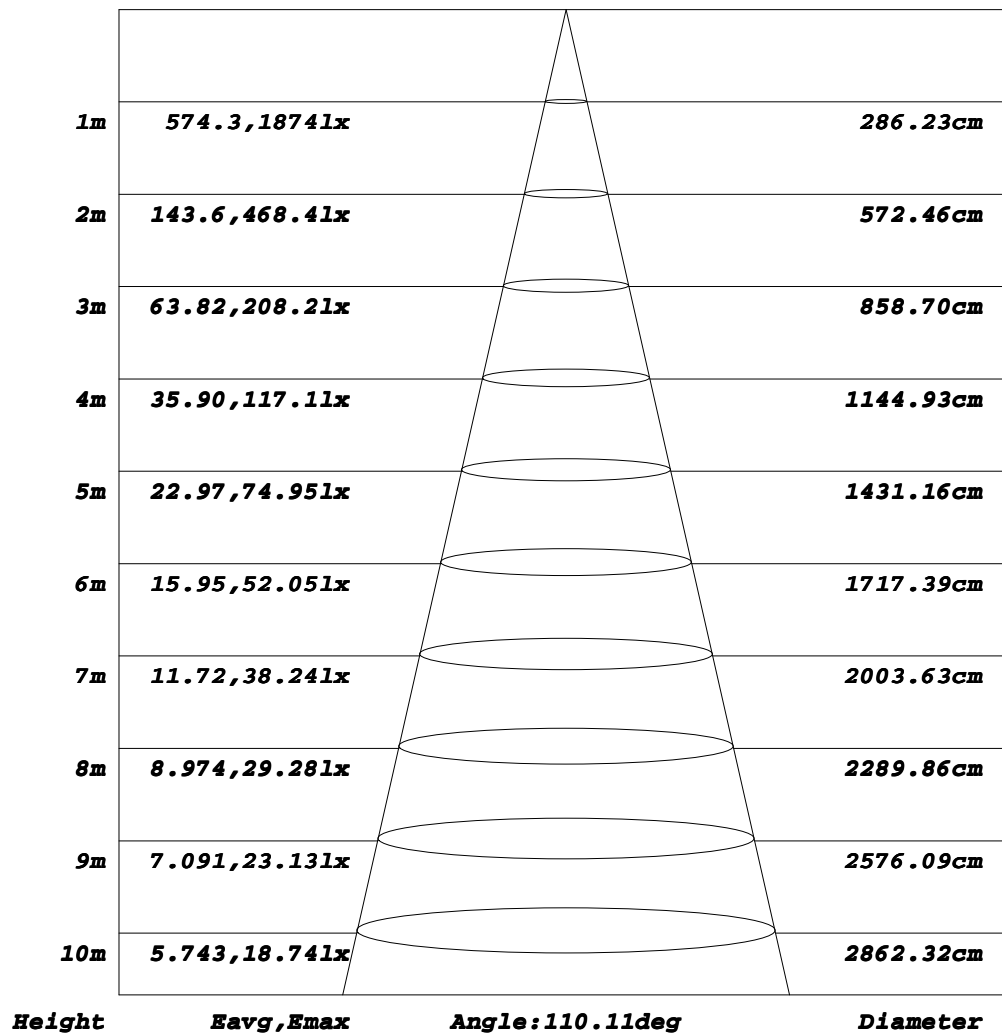 1m 574.3,1874lx 286.23cm
2m 143.6,468.4lx 572.46cm
3m 63.82,208.2lx 858.70cm
4m 35.90,117.1lx 1144.93cm
5m 22.97,74.95lx 1431.16cm
6m 15.95,52.05lx 1717.39cm
7m 11.72,38.24lx 2003.63cm
8m 8.974,29.28lx 2289.86cm
9m 7.091,23.13lx 2576.09cm
10m 5.743,18.74lx 2862.32cm
Height Eavg,Emax Angle:110.11deg Diameter